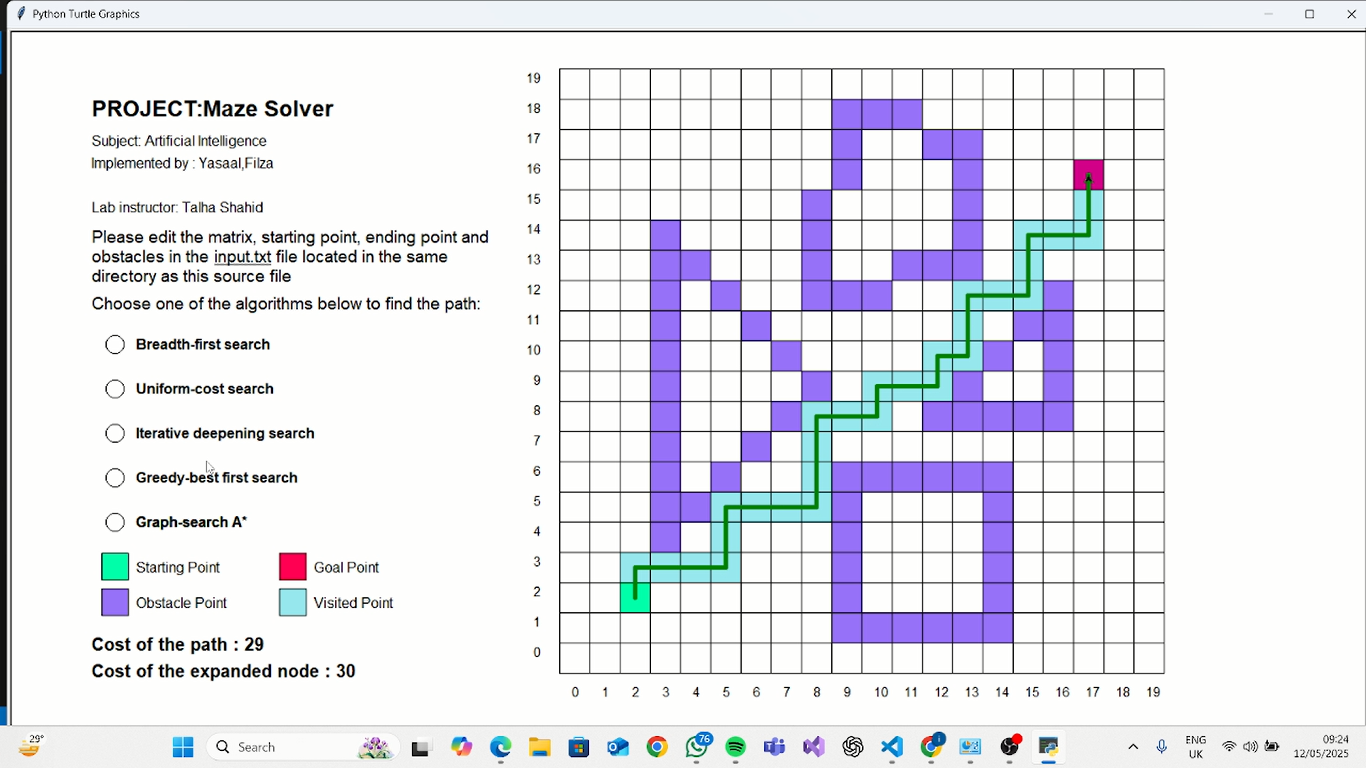 Python Turtle Graphics
PROJECT:Maze Solver
Subject: Artificial Intelligence
Implemented by : Yasaal,Filza
Lab instructor: Talha Shahid
Please edit the matrix, starting point, ending point and
obstacles in the input.txt file located in the same
directory as this source file
Choose one of the algorithms below to find the path:
Breadth-first search
Uniform-cost search
Iterative deepening search
Greedy-best first search
Graph-search A*
Starting Point
Goal Point
Obstacle Point
Visited Point
Cost of the path : 29
Cost of the expanded node : 30
19
18
17
16
15
14
13
12
11
10
9
8
7
6
5
4
3
2
1
0
0 1 2 3 4 5 6 7 8 9 10 11 12 13 14 15 16 17 18 19
29°
Search
76
ENG
UK
09:24
12/05/2025